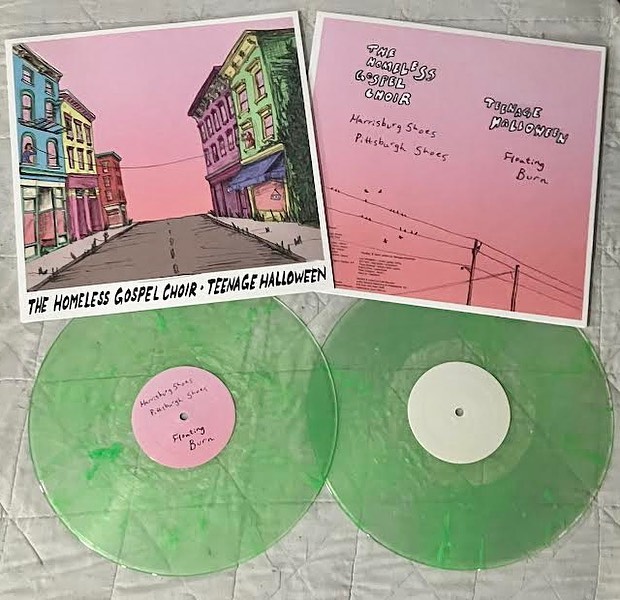 THE HOMELESS GOSPEL CHOIR • TEENAGE HALLOWEEN
THE
HOMELESS
GOSPEL
CHOIR
Harrisburg Shoes
Pittsburgh Shoes
TEENAGE
HALLOWEEN
Floating
Burn
Harrisburg Shoes
Pittsburgh Shoes
Floating
Burn